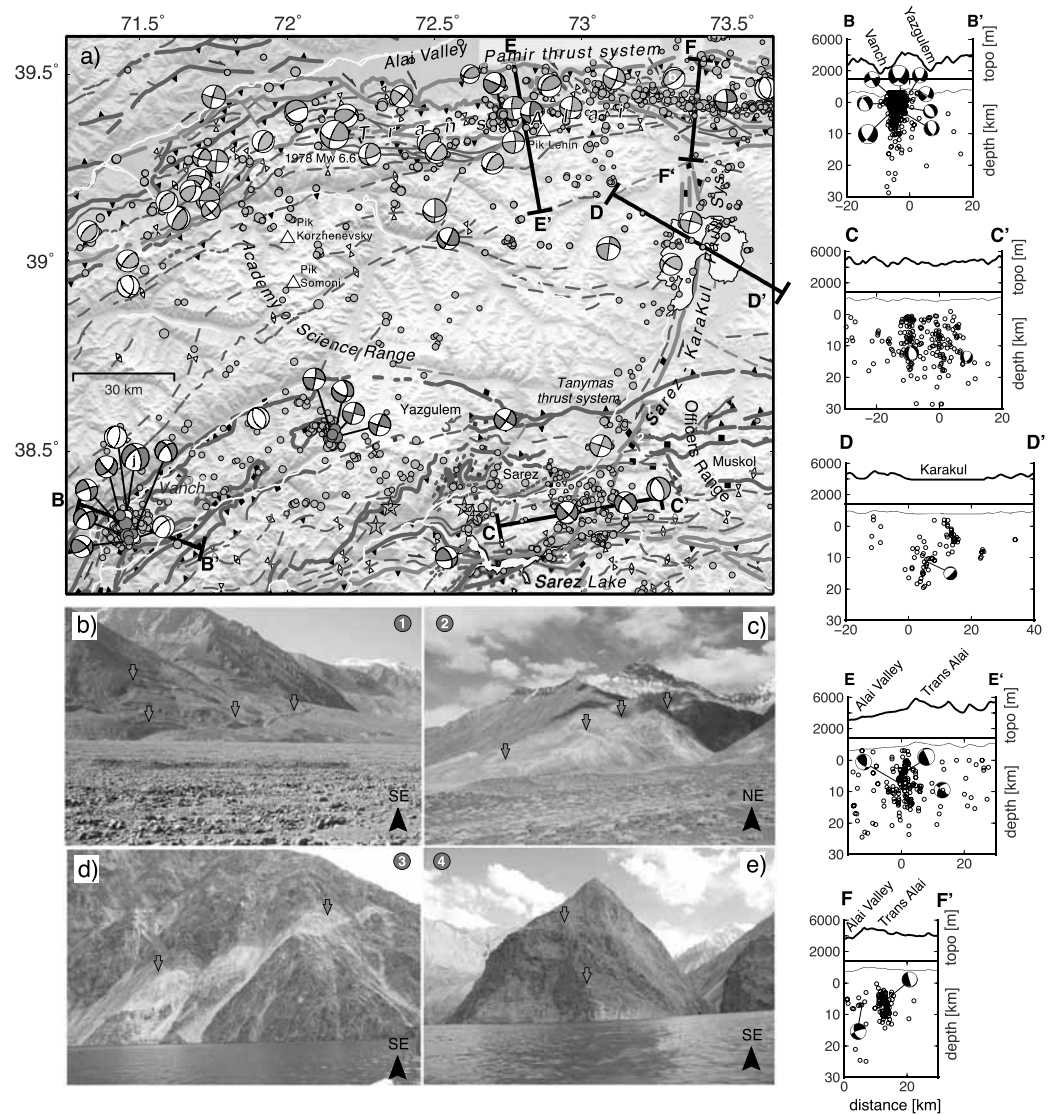 71.5
72
72.5
73
73.5
39.5°
39°
38.5°
a)
Alai Valley
Pamir thrust system
E
F
T r a n s A l a i
Pik Lenin
1978 Mw 6.6
F'
D
E'
Pik
Korzhenevsky
Pik
Somoni
D'
Academy of Science Range
Sarez - Karakul Fault Sys.
30 km
Tanymas
thrust system
Yazgulem
Officers Range
Muskol
Sarez
Vanch
B
B'
C
C'
Sarez Lake
b)
1
SE
2
c)
NE
d)
3
SE
4
e)
SE
B
B'
Vanch
Yazgulem
6000
2000
topo [m]
0
10
20
30
depth [km]
-20
0
20
C
C'
6000
2000
topo [m]
0
10
20
30
depth [km]
-20
0
20
D
D'
Karakul
6000
2000
topo [m]
0
10
20
30
depth [km]
-20
0
20
40
E
E'
Alai Valley
Trans Alai
6000
2000
topo [m]
0
10
20
30
depth [km]
0
20
F
F'
Alai Valley
Trans Alai
6000
2000
topo [m]
0
10
20
30
depth [km]
0
20
distance [km]